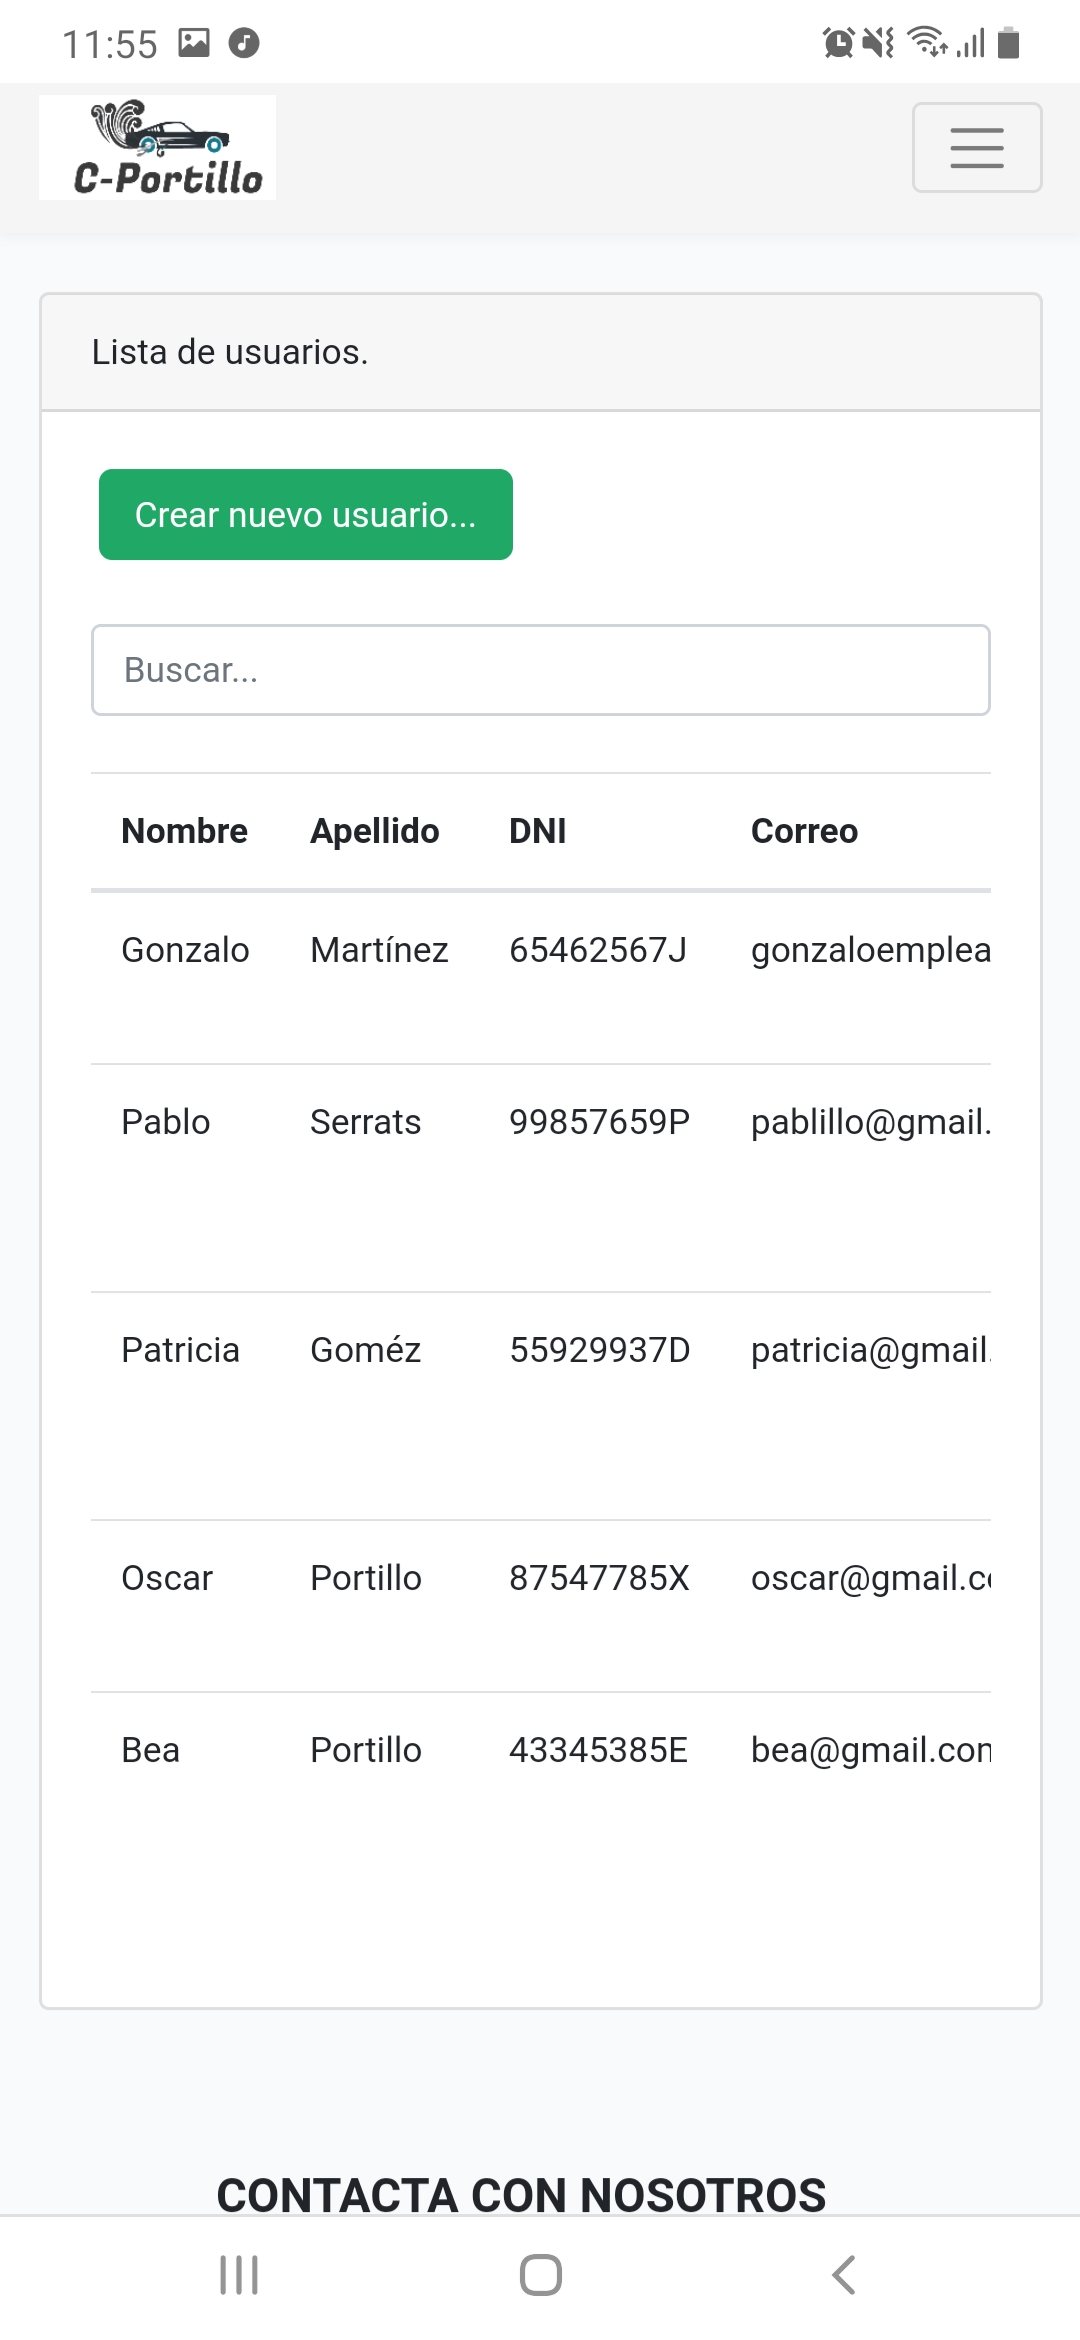 11:55
C-Portillo
Lista de usuarios.
Crear nuevo usuario...
Buscar...
Nombre Apellido DNI Correo
Gonzalo Martínez 65462567J gonzaloemplea
Pablo Serrats 99857659P pablillo@gmail.
Patricia Goméz 55929937D patricia@gmail.
Oscar Portillo 87547785X oscar@gmail.co
Bea Portillo 43345385E bea@gmail.com
CONTACTA CON NOSOTROS